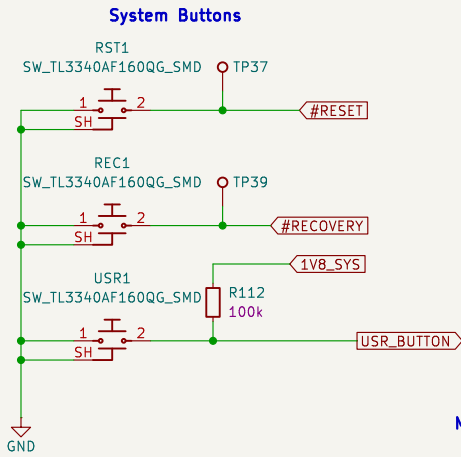 System Buttons
RST1
SW_TL3340AF160QG_SMD
TP37
1
2
#RESET
SH
REC1
SW_TL3340AF160QG_SMD
TP39
1
2
#RECOVERY
SH
1V8_SYS
USR1
SW_TL3340AF160QG_SMD
R112
100k
1
2
USR_BUTTON
SH
GND